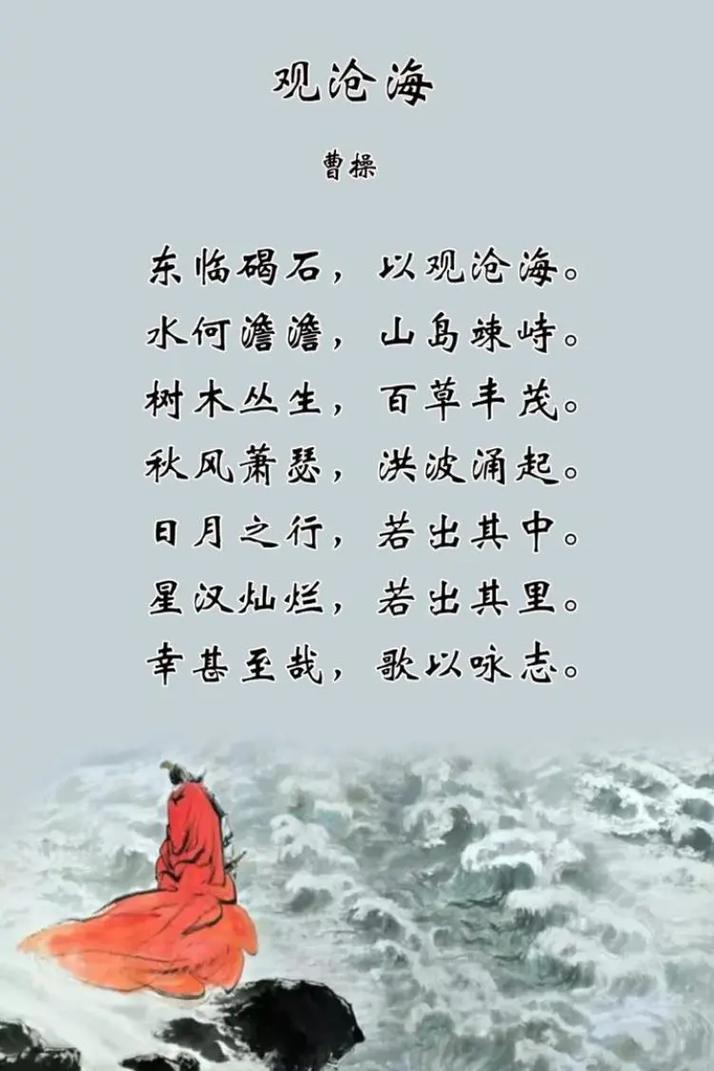 观沧海
曹操
东临碣石，以观沧海。
水何澹澹，山岛竦峙。
树木丛生，百草丰茂。
秋风萧瑟，洪波涌起。
日月之行，若出其中。
星汉灿烂，若出其里。
幸甚至哉，歌以咏志。